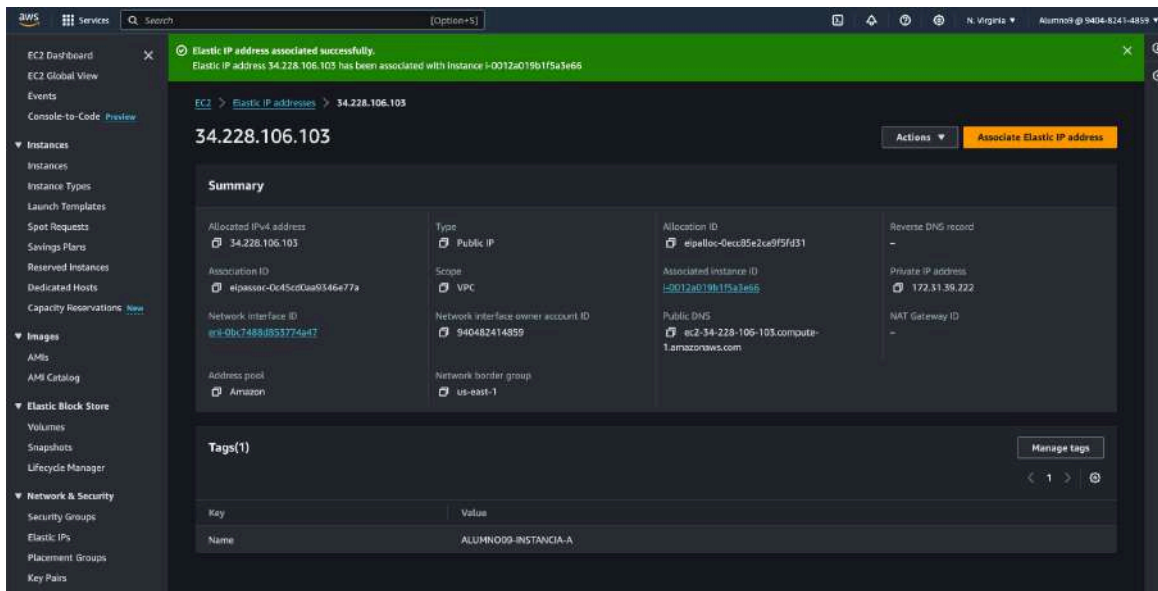 aws
Services
Search
[Option+S]
N. Virginia
Alumno9 @ 9404-8241-4859
EC2 Dashboard
EC2 Global View
Events
Console-to-Code Preview
Instances
Instances
Instance Types
Launch Templates
Spot Requests
Savings Plans
Reserved Instances
Dedicated Hosts
Capacity Reservations New
Images
AMIs
AMI Catalog
Elastic Block Store
Volumes
Snapshots
Lifecycle Manager
Network & Security
Security Groups
Elastic IPs
Placement Groups
Key Pairs
Elastic IP address associated successfully.
Elastic IP address 34.228.106.103 has been associated with instance i-0012a019b1f5a3e66
EC2 > Elastic IP addresses > 34.228.106.103
34.228.106.103
Actions
Associate Elastic IP address
Summary
Allocated IPv4 address
34.228.106.103
Type
Public IP
Allocation ID
eipalloc-0ecc85e2ca9f5fd31
Reverse DNS record
–
Association ID
eipassoc-0c45cd0aa9346e77a
Scope
VPC
Associated instance ID
i-0012a019b1f5a3e66
Private IP address
172.31.39.222
Network interface ID
eni-0bc7488d853774a47
Network interface owner account ID
940482414859
Public DNS
ec2-34-228-106-103.compute-
1.amazonaws.com
NAT Gateway ID
–
Address pool
Amazon
Network border group
us-east-1
Tags(1)
Manage tags
1
Key
Value
Name
ALUMNO09-INSTANCIA-A